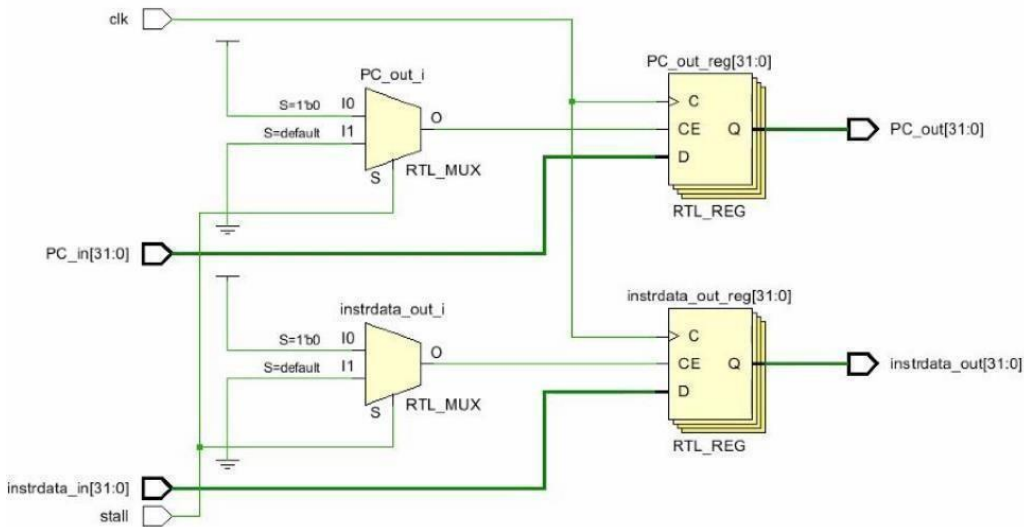 clk
PC_out_i
S=1'b0 I0
S=default I1
O
S
RTL_MUX
PC_out_reg[31:0]
C
CE Q
D
RTL_REG
PC_out[31:0]
PC_in[31:0]
instrdata_out_i
S=1'b0 I0
S=default I1
O
S
RTL_MUX
instrdata_out_reg[31:0]
C
CE Q
D
RTL_REG
instrdata_out[31:0]
instrdata_in[31:0]
stall